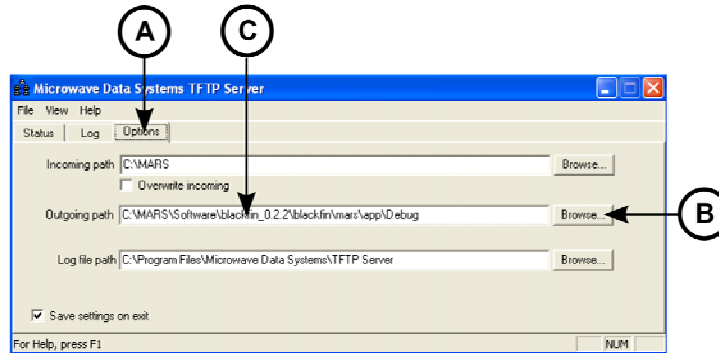 A
C
Microwave Data Systems TFTP Server
File View Help
Status Log Options
Incoming path C:\MARS Browse...
Overwrite incoming
Outgoing path C:\MARS\Software\blackfin_0.2.2\blackfin\mars\app\Debug Browse...
B
Log file path C:\Program Files\Microwave Data Systems\TFTP Server Browse...
Save settings on exit
For Help, press F1 NUM